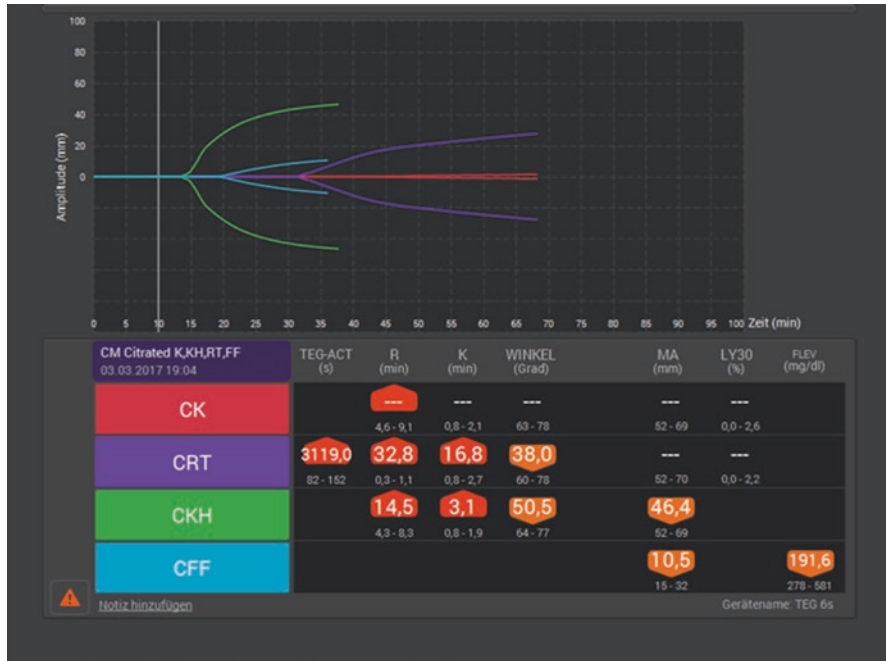 100
80
60
40
20
0
Amplitude (mm)
0 5 10 15 20 25 30 35 40 45 50 55 60 65 70 75 80 85 90 95 100 Zeit (min)
CM Citrated K,KH,RT,FF
03.03.2017 19:04
TEG-ACT (s)
R (min)
K (min)
WINKEL (Grad)
MA (mm)
LY30 (%)
FLEV (mg/dl)
CK --- --- --- --- ---
4,6 - 9,1 0,8 - 2,1 63 - 78 52 - 69 0,0 - 2,6
CRT 3119,0 32,8 16,8 38,0 --- ---
82 - 152 0,3 - 1,1 0,8 - 2,7 60 - 78 52 - 70 0,0 - 2,2
CKH 14,5 3,1 50,5 46,4
4,3 - 8,3 0,8 - 1,9 64 - 77 52 - 69
CFF 10,5 191,6
15 - 32 278 - 581
Notiz hinzufügen Gerätename: TEG 6s